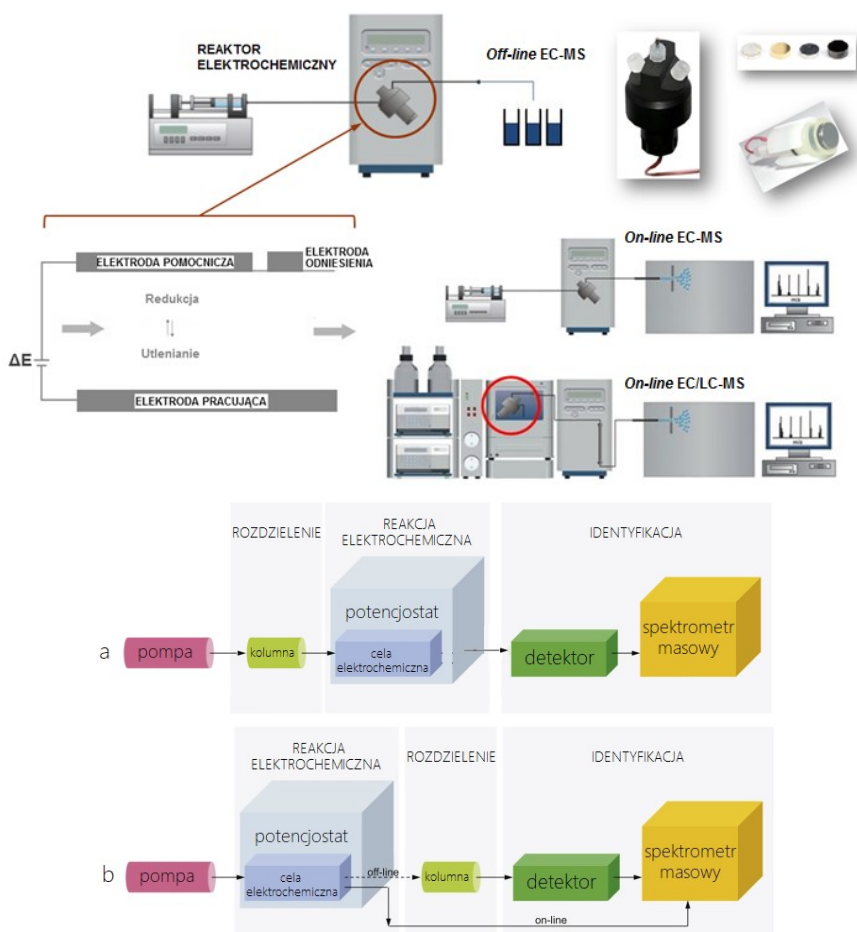 REAKTOR
ELEKTROCHEMICZNY
Off-line EC-MS
ELEKTRODA POMOCNICZA
ELEKTRODA
ODNIESIENIA
Redukcja
Utlenianie
ΔE
ELEKTRODA PRACUJĄCA
On-line EC-MS
On-line EC/LC-MS
ROZDZIELENIE
REAKCJA
ELEKTROCHEMICZNA
IDENTYFIKACJA
a
pompa
kolumna
potencjostat
cela
elektrochemiczna
detektor
spektrometr
masowy
REAKCJA
ELEKTROCHEMICZNA
ROZDZIELENIE
IDENTYFIKACJA
b
pompa
potencjostat
cela
elektrochemiczna
off-line
kolumna
detektor
spektrometr
masowy
on-line